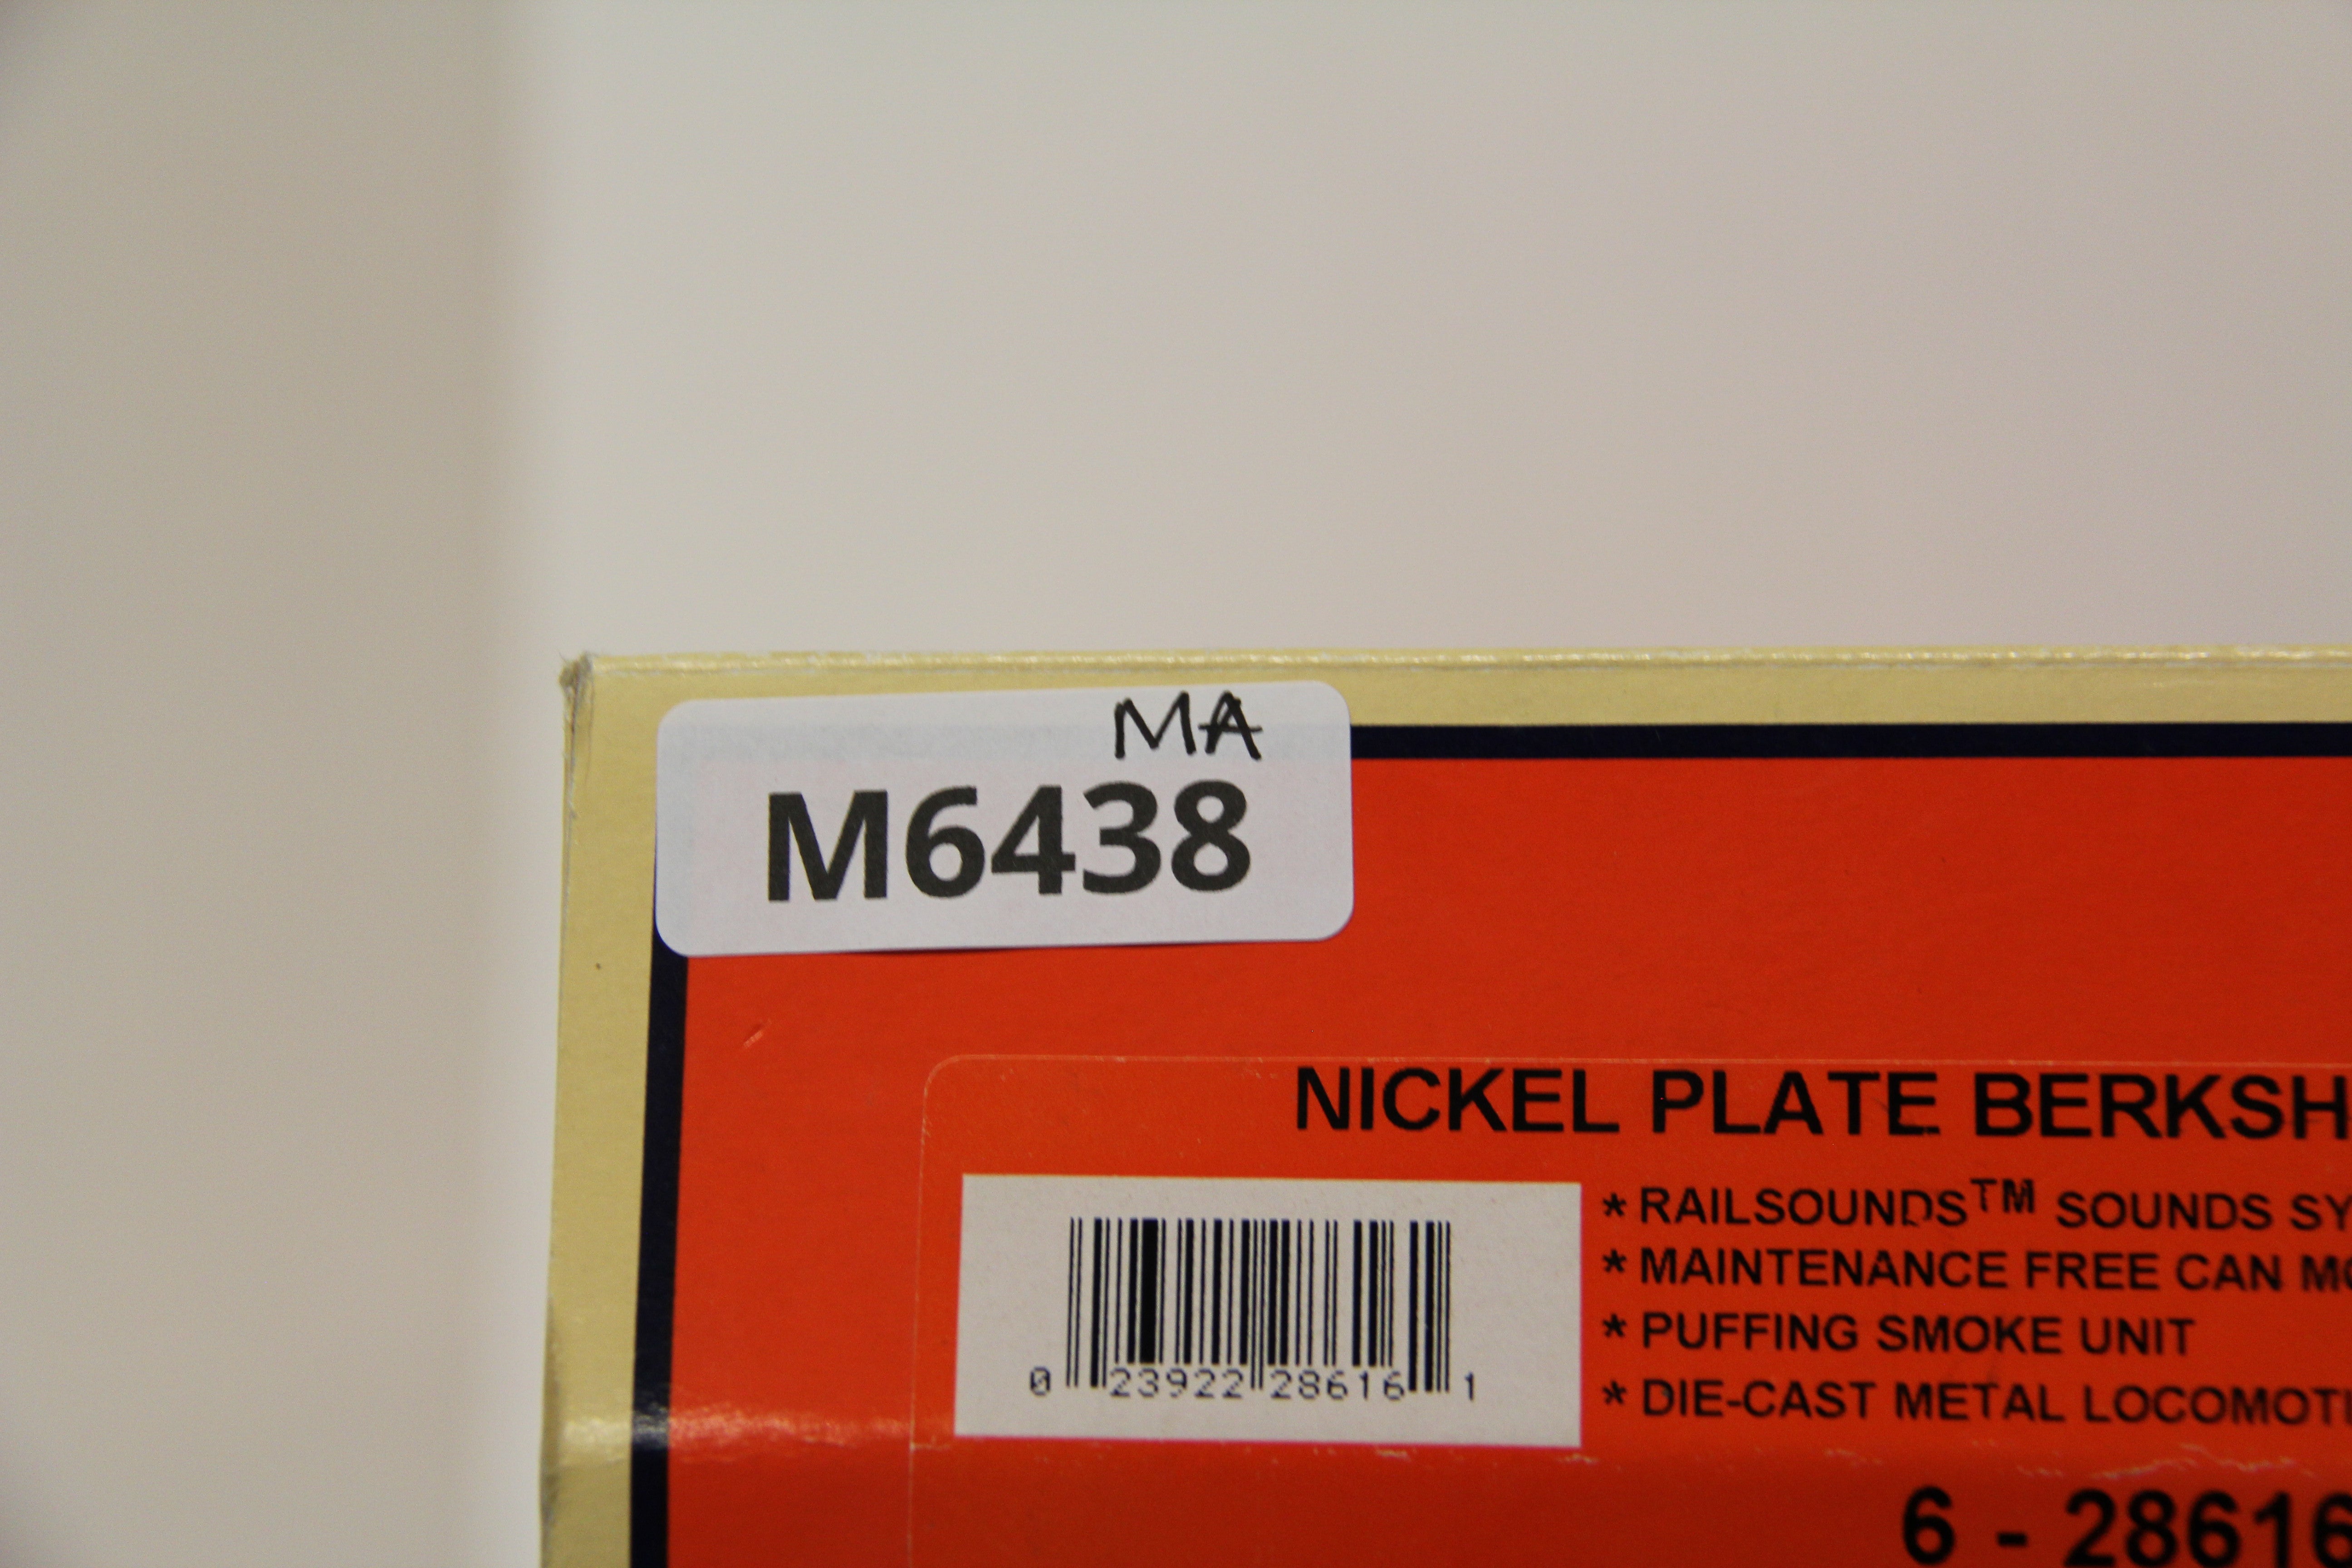 MA
M6438
NICKEL PLATE BERKSH
* RAILSOUNDS™ SOUNDS SY
* MAINTENANCE FREE CAN MO
* PUFFING SMOKE UNIT
* DIE-CAST METAL LOCOMOTI
0 23922 28616 1
6 - 28616